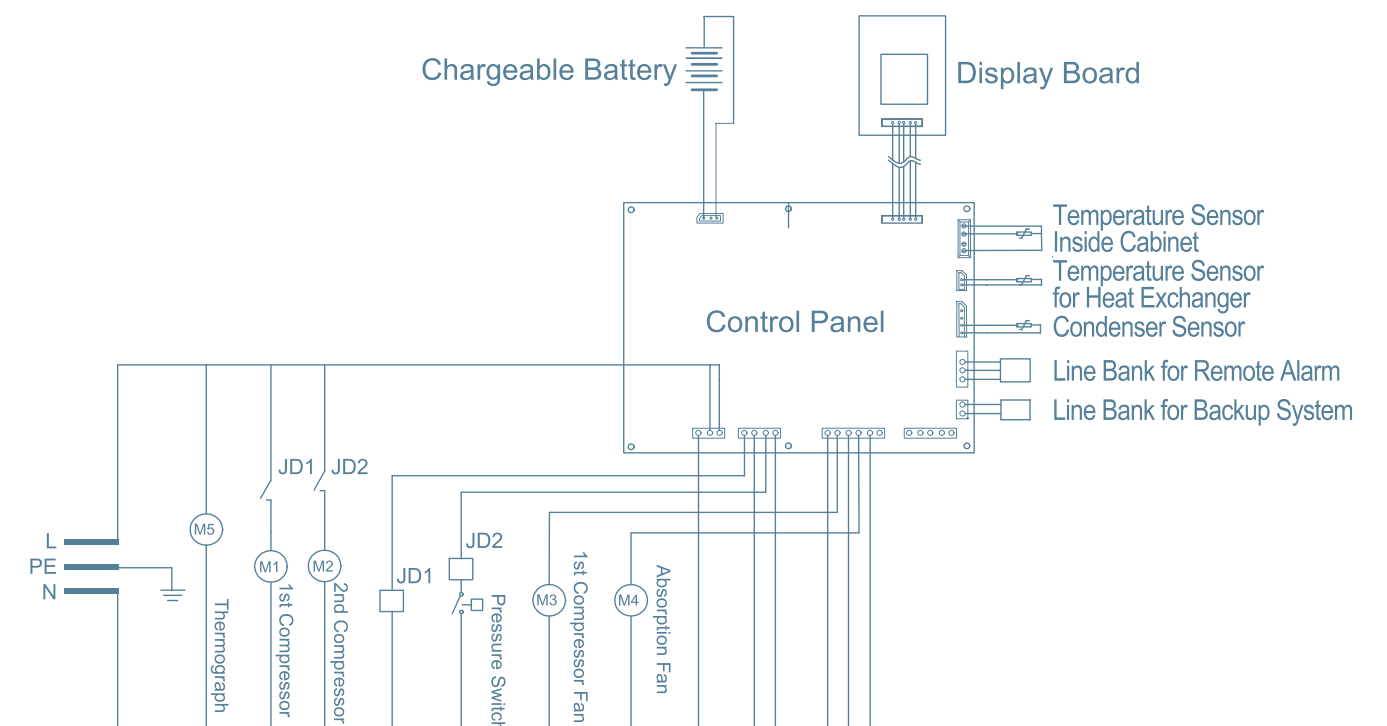 Chargeable Battery
Display Board
Temperature Sensor
Inside Cabinet
Temperature Sensor
for Heat Exchanger
Condenser Sensor
Control Panel
Line Bank for Remote Alarm
Line Bank for Backup System
JD1
JD2
L
PE
N
M5
M1
M2
JD1
JD2
M3
M4
Thermograph
1st Compressor
2nd Compressor
Pressure Switch
1st Compressor Fan
Absorption Fan